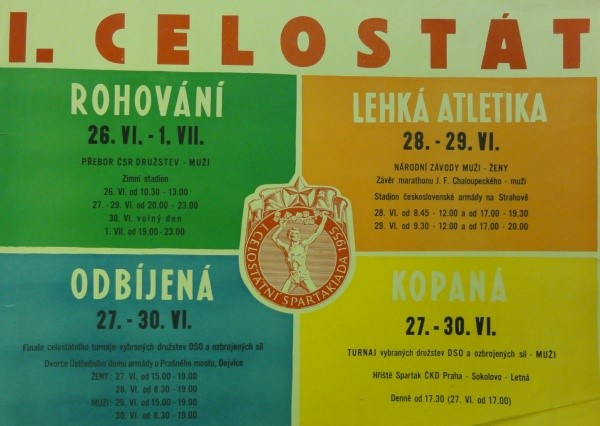 I. CELOSTÁT
ROHOVÁNÍ
26. VI. - 1. VII.
PŘEBOR ČSR DRUŽSTEV - MUŽI
Zimní stadion
26. VI. od 10.30 - 13.00
27. - 29. VI. od 20.00 - 23.00
30. VI. volný den
1. VII. od 19.00 - 23.00
LEHKÁ ATLETIKA
28. - 29. VI.
NÁRODNÍ ZÁVODY MUŽI - ŽENY
Závěr marathonu J. F. Chaloupeckého - muži
Stadion československé armády na Strahově
28. VI. od 8.45 - 12.00 a od 17.00 - 19.30
29. VI. od 9.30 - 12.00 a od 17.00 - 20.00
I. CELOSTÁTNÍ SPARTAKIADA 1955
ODBÍJENÁ
27. - 30. VI.
Finale celostátního turnaje vybraných družstev DSO a ozbrojených sil
Dvorce Ústředního domu armády u Prašného mostu, Dejvice
ŽENY: 27. VI. od 15.00 - 19.00
28. VI. od 8.30 - 19.00
MUŽI: 29. VI. od 15.00 - 19.00
30. VI. od 8.30 - 19.00
KOPANÁ
27. - 30. VI.
TURNAJ vybraných družstev DSO a ozbrojených sil - MUŽI
Hřiště Spartak ČKD Praha - Sokolovo - Letná
Denně od 17.30 (27. VI. od 17.00)